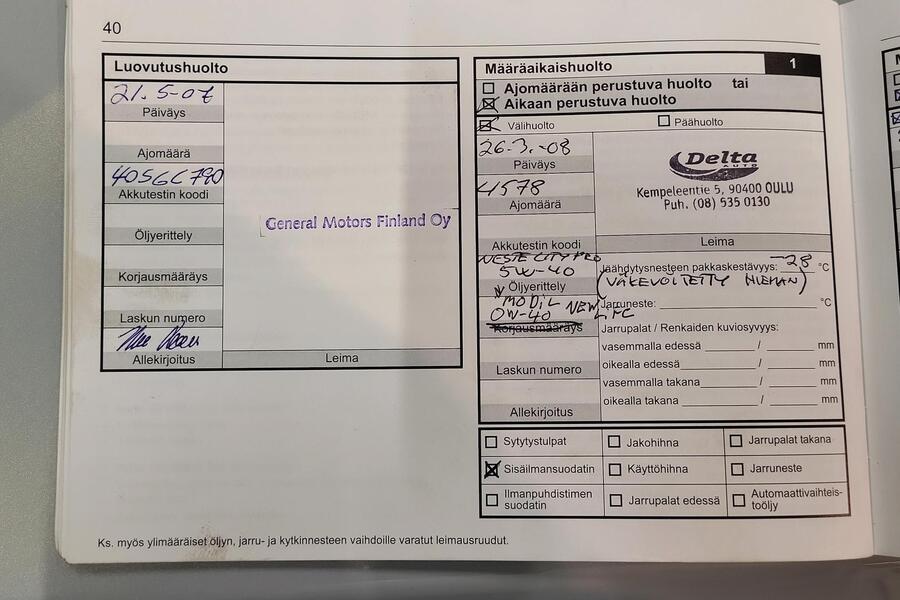 40
Luovutushuolto
21.5-07
Päiväys
Ajomäärä
Akkutestin koodi
Öljyerittely
Korjausmääräys
Laskun numero
Allekirjoitus
General Motors Finland Oy
Leima
Määräaikaishuolto 1
Ajomäärään perustuva huolto tai
Aikaan perustuva huolto
Välihuolto
Päähuolto
26.3.-08
Päiväys
4578
Ajomäärä
Akkutestin koodi
NESTE CITY PRO
5W-40
Öljyerittely
MOBIL NEW LIFE
0W-40
Korjausmääräys
Laskun numero
Allekirjoitus
Delta
AUTO
Kempeleentie 5, 90400 OULU
Puh. (08) 535 0130
Leima
Jäähdytysnesteen pakkaskestävyys: -28 °C
(VÄKEVÖITETTY HIEMAN)
Jarruneste: °C
Jarrupalat / Renkaiden kuviosyvyys:
vasemmalla edessä / mm
oikealla edessä / mm
vasemmalla takana / mm
oikealla takana / mm
Sytytystulpat
Jakohihna
Jarrupalat takana
Sisäilmansuodatin
Käyttöhihna
Jarruneste
Ilmanpuhdistimen
suodatin
Jarrupalat edessä
Automaattivaihteis-
toöljy
Ks. myös ylimääräiset öljyn, jarru- ja kytkinnesteen vaihdoille varatut leimausruudut.